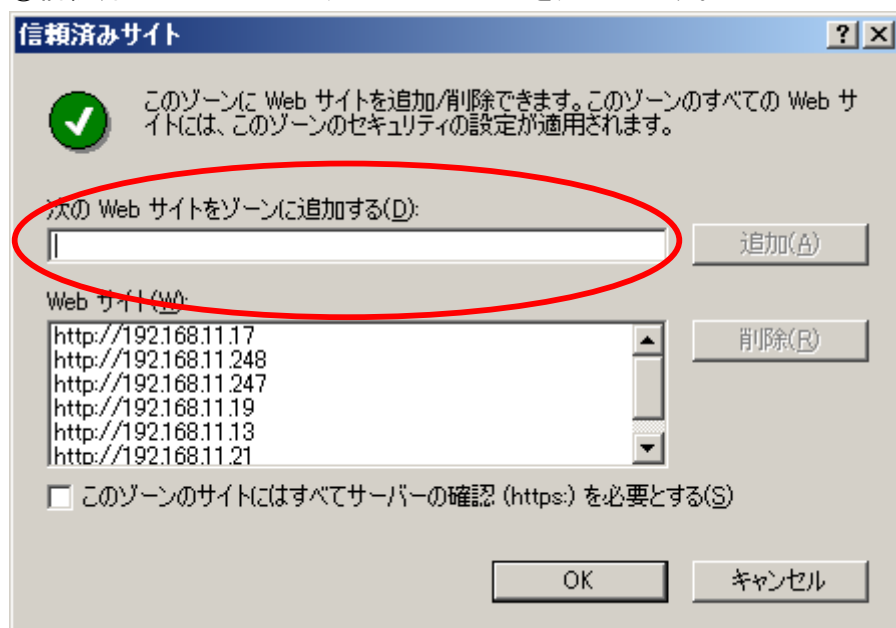 信頼済みサイト
このゾーンに Web サイトを追加/削除できます。このゾーンのすべての Web サ
イトには、このゾーンのセキュリティの設定が適用されます。
次の Web サイトをゾーンに追加する(D):
追加(A)
Web サイト(W):
http://192.168.11.17
http://192.168.11.248
http://192.168.11.247
http://192.168.11.19
http://192.168.11.13
http://192.168.11.21
削除(R)
このゾーンのサイトにはすべてサーバーの確認 (https:) を必要とする(S)
OK
キャンセル